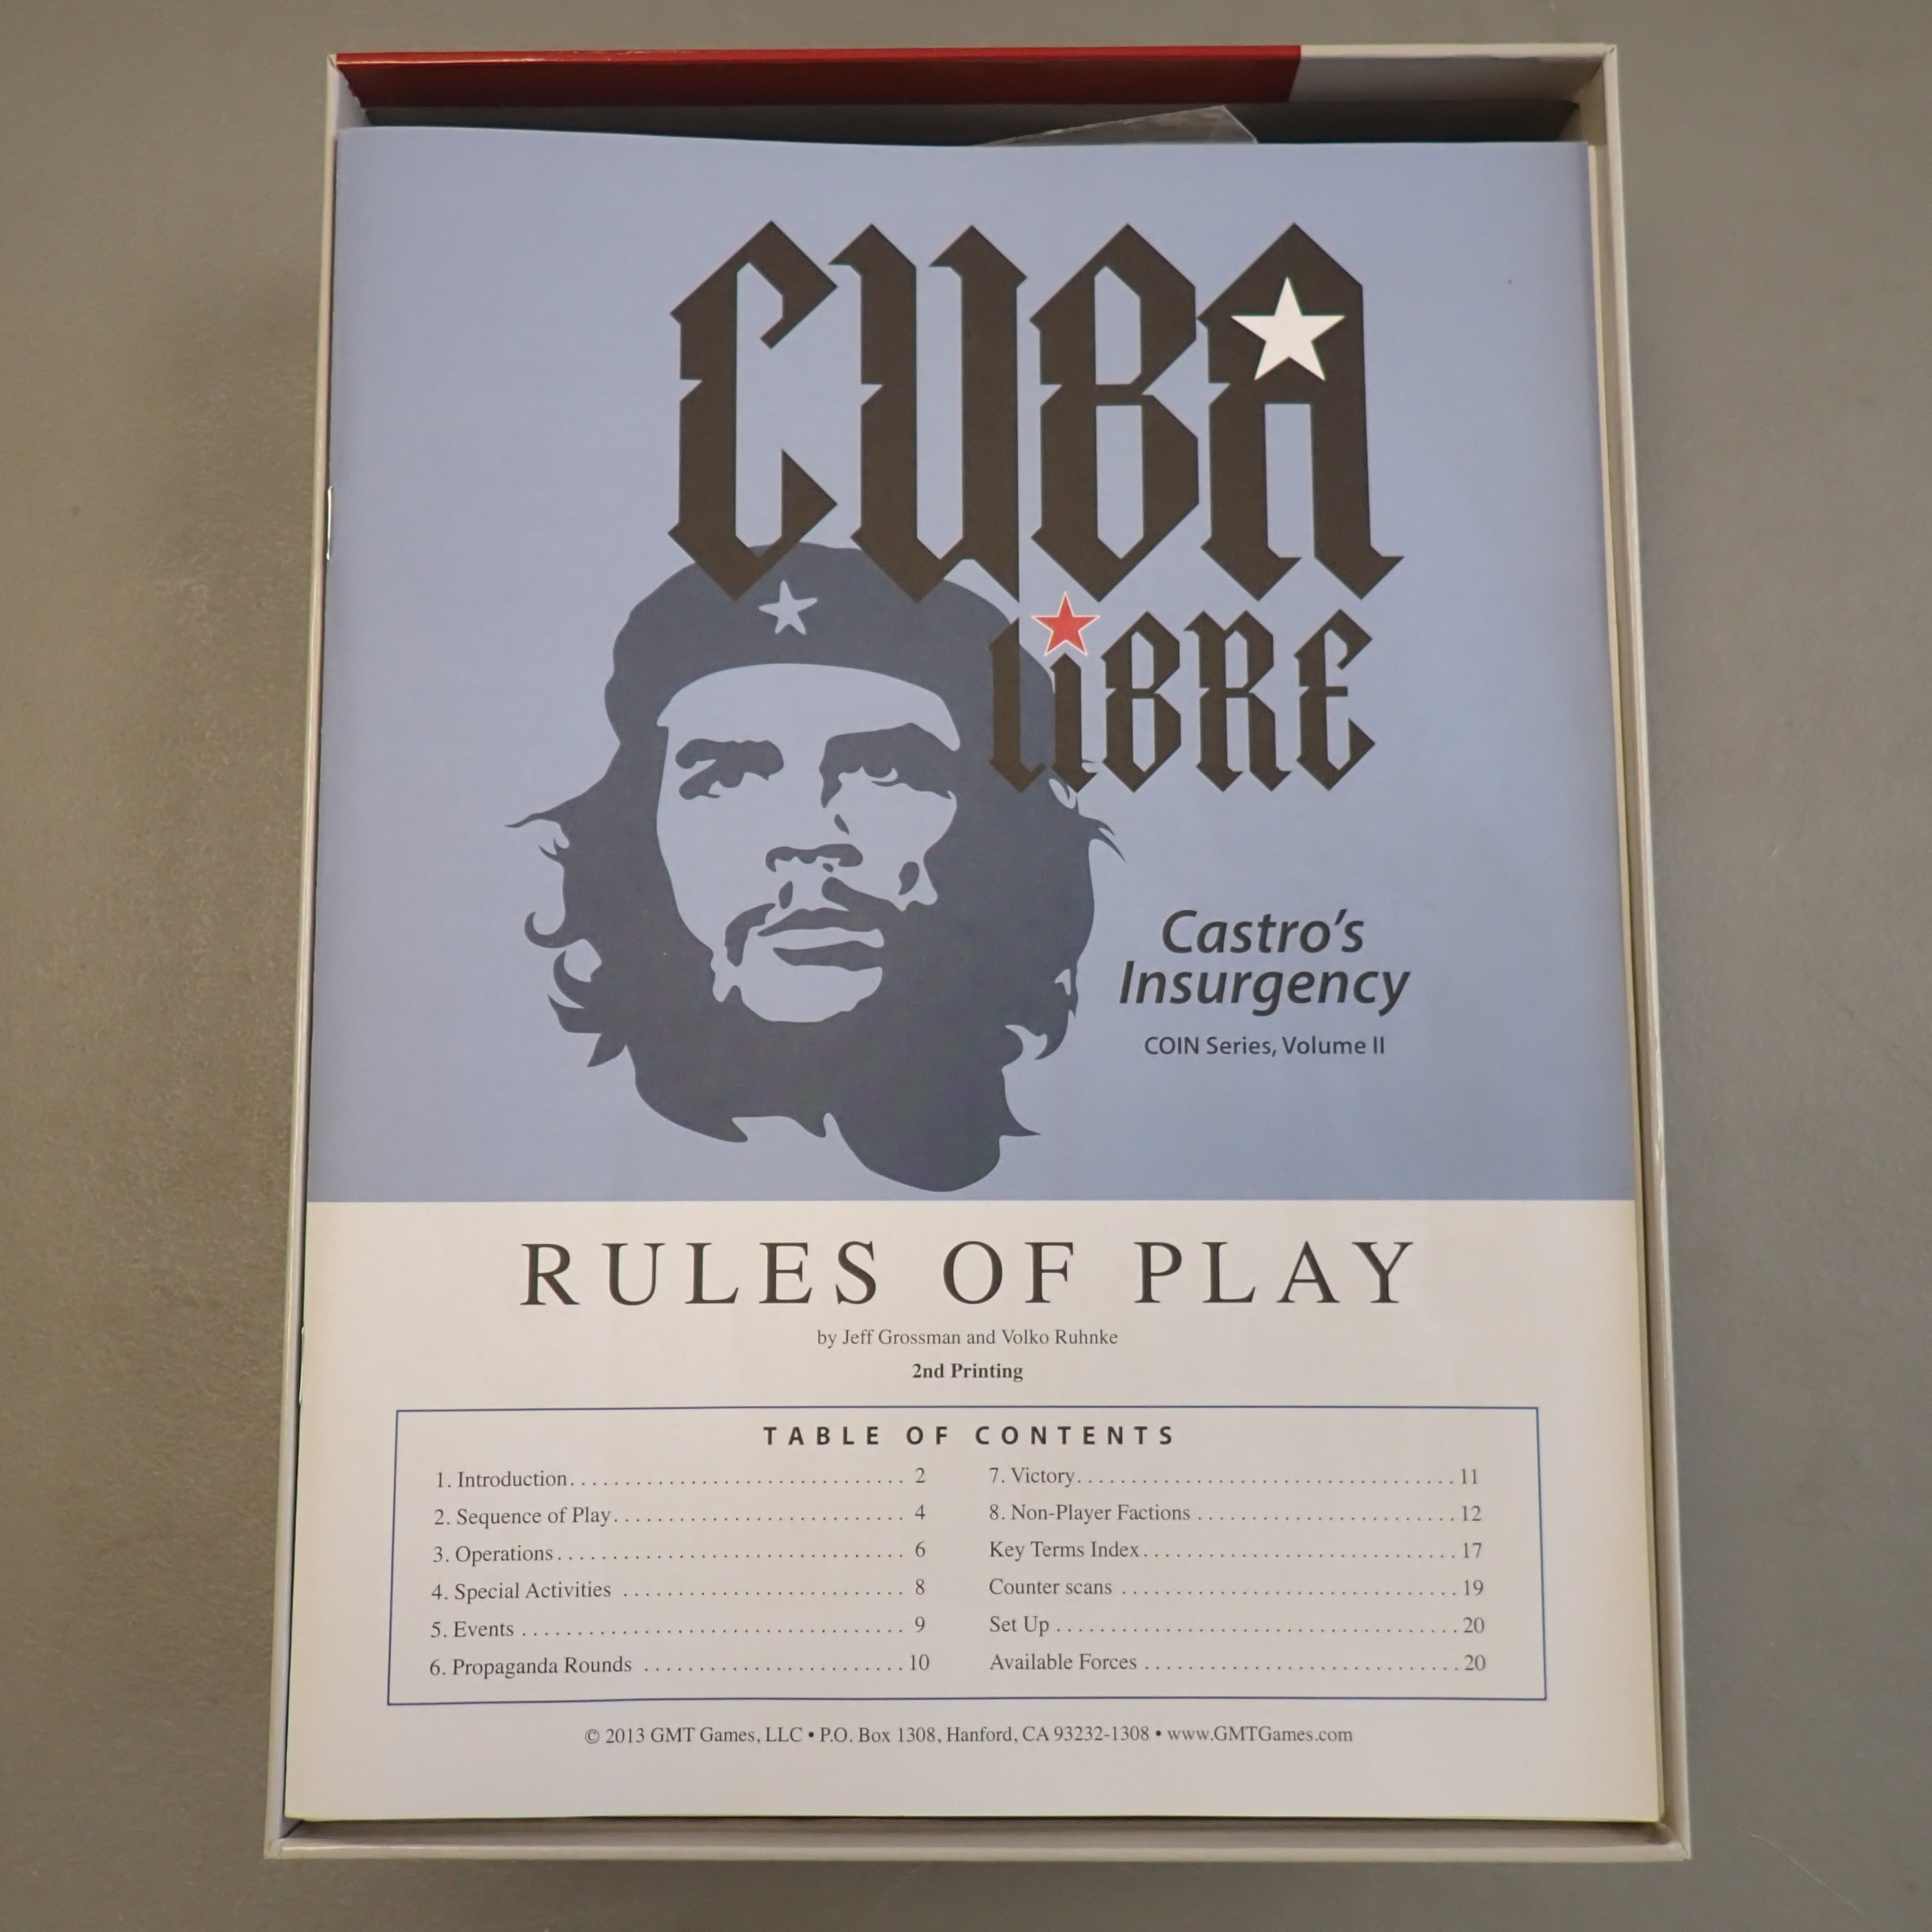 CUBA
LiBRE
Castro's
Insurgency
COIN Series, Volume II
RULES OF PLAY
by Jeff Grossman and Volko Ruhnke
2nd Printing
TABLE OF CONTENTS
1. Introduction. . . . . . . . . . . . . . . . . . . . . . . . . . . . . . . 2
2. Sequence of Play. . . . . . . . . . . . . . . . . . . . . . . . . . . 4
3. Operations . . . . . . . . . . . . . . . . . . . . . . . . . . . . . . . . 6
4. Special Activities . . . . . . . . . . . . . . . . . . . . . . . . . . 8
5. Events . . . . . . . . . . . . . . . . . . . . . . . . . . . . . . . . . . . 9
6. Propaganda Rounds . . . . . . . . . . . . . . . . . . . . . . . . 10
7. Victory. . . . . . . . . . . . . . . . . . . . . . . . . . . . . . . . . . . 11
8. Non-Player Factions . . . . . . . . . . . . . . . . . . . . . . . . 12
Key Terms Index. . . . . . . . . . . . . . . . . . . . . . . . . . . . . 17
Counter scans . . . . . . . . . . . . . . . . . . . . . . . . . . . . . . . 19
Set Up . . . . . . . . . . . . . . . . . . . . . . . . . . . . . . . . . . . . . 20
Available Forces . . . . . . . . . . . . . . . . . . . . . . . . . . . . . 20
© 2013 GMT Games, LLC • P.O. Box 1308, Hanford, CA 93232-1308 • www.GMTGames.com